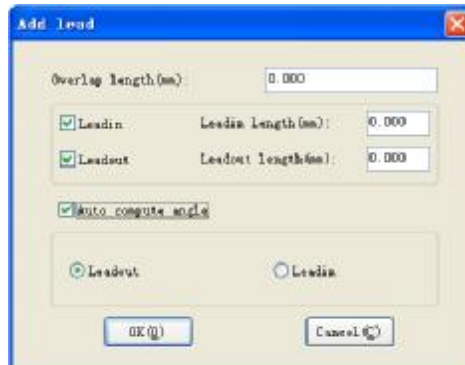 Add lead
Overlap length(mm): 0.000
Leadin Leadin length(mm): 0.000
Leadout Leadout length(mm): 0.000
Auto compute angle
Leadout Leadin
OK(O) Cancel(C)